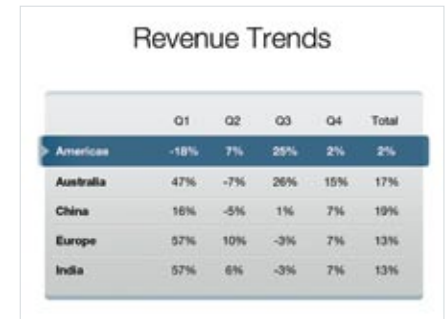 Revenue Trends
Q1 Q2 Q3 Q4 Total
Americas -18% 7% 25% 2% 2%
Australia 47% -7% 26% 15% 17%
China 16% -5% 1% 7% 19%
Europe 57% 10% -3% 7% 13%
India 57% 6% -3% 7% 13%